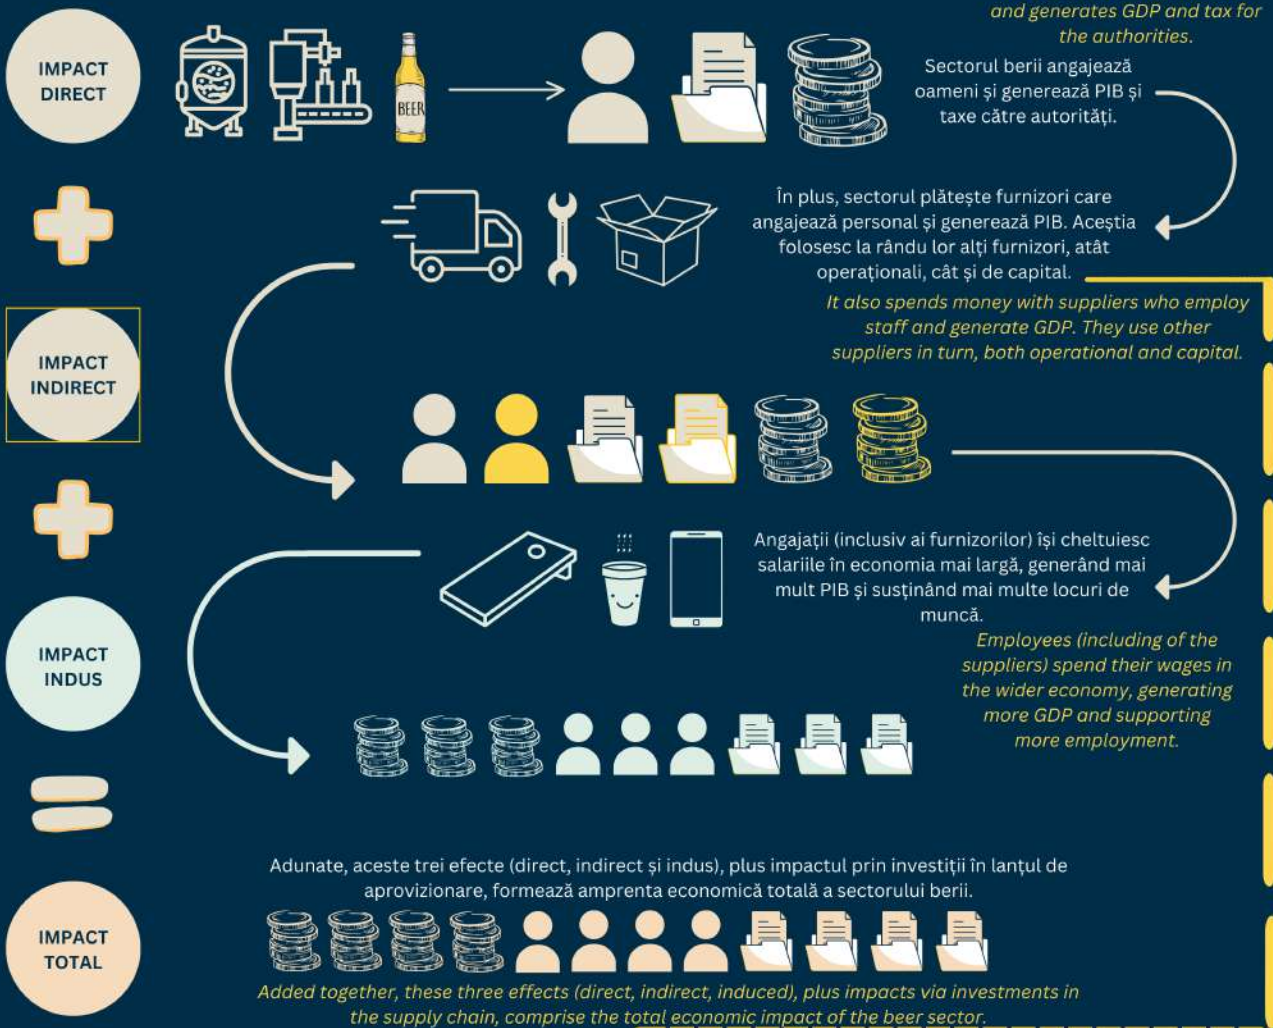 and generates GDP and tax for
the authorities.
IMPACT
DIRECT
BEER
Sectorul berii angajează
oameni și generează PIB și
taxe către autorități.
În plus, sectorul plătește furnizori care
angajează personal și generează PIB. Aceștia
folosesc la rându lor alți furnizori, atât
operaționali, cât și de capital.
It also spends money with suppliers who employ
staff and generate GDP. They use other
suppliers in turn, both operational and capital.
IMPACT
INDIRECT
Angajații (inclusiv ai furnizorilor) își cheltuiesc
salariile în economia mai largă, generând mai
mult PIB și susținând mai multe locuri de
muncă.
Employees (including of the
suppliers) spend their wages in
the wider economy, generating
more GDP and supporting
more employment.
IMPACT
INDUS
Adunate, aceste trei efecte (direct, indirect și indus), plus impactul prin investiții în lanțul de
aprovizionare, formează amprenta economică totală a sectorului berii.
IMPACT
TOTAL
Added together, these three effects (direct, indirect, induced), plus impacts via investments in
the supply chain, comprise the total economic impact of the beer sector.